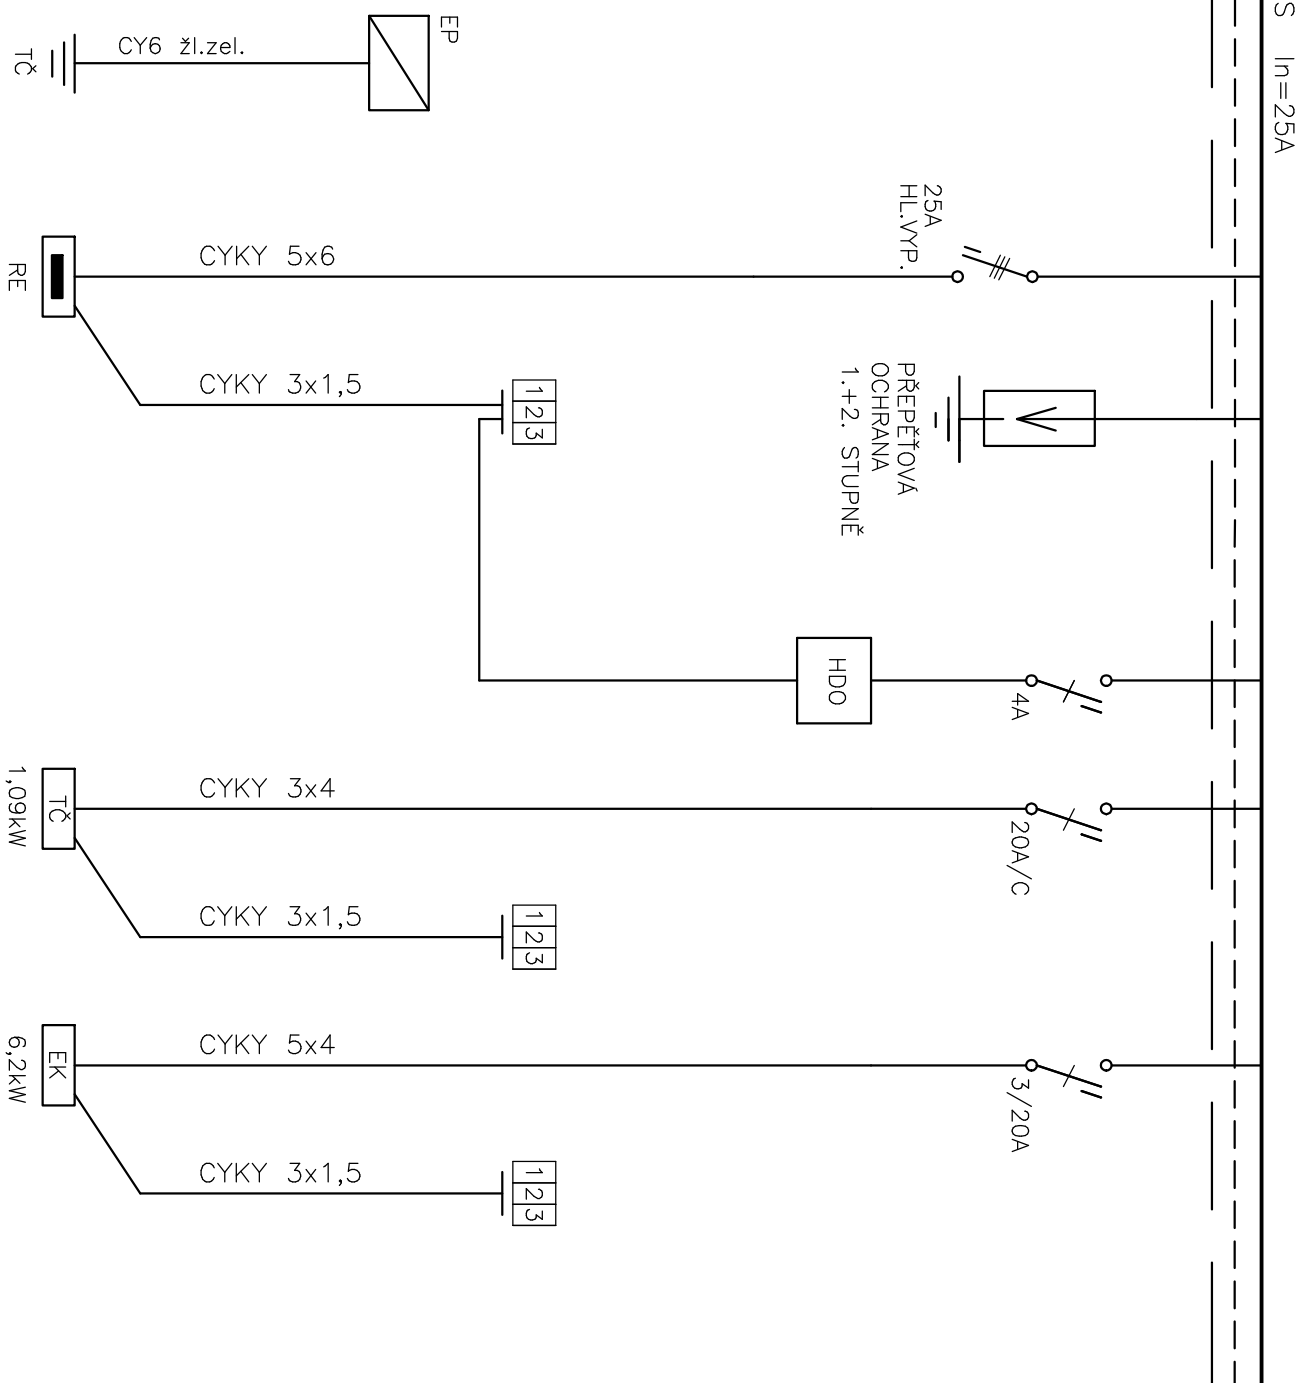 S In=25A
EP
CY6 žl.zel.
TČ
25A
HL.VYP.
CYKY 5x6
RE
CYKY 3x1,5
1 2 3
PŘEPĚŤOVÁ
OCHRANA
1.+2. STUPNĚ
HDO
4A
CYKY 3x4
20A/C
TČ
1,09kW
CYKY 3x1,5
1 2 3
CYKY 5x4
3/20A
EK
6,2kW
CYKY 3x1,5
1 2 3